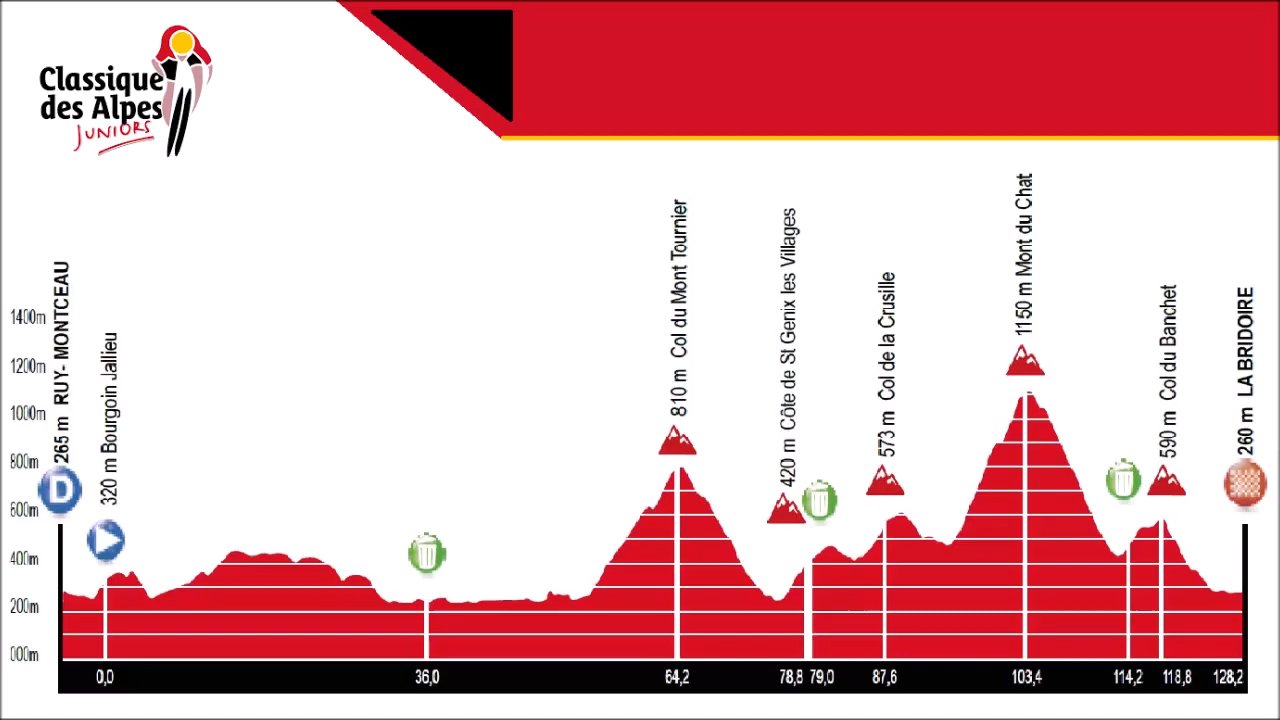 Classique
des Alpes
JUNIORS
1400m
1200m
1000m
800m
600m
400m
200m
000m
265 m RUY- MONTCEAU
D
320 m Bourgoin Jallieu
810 m Col du Mont Tournier
420 m Côte de St Genix les Villages
573 m Col de la Crusille
1150 m Mont du Chat
590 m Col du Banchet
260 m LA BRIDOIRE
0,0 36,0 64,2 78,8 79,0 87,6 103,4 114,2 118,8 128,2